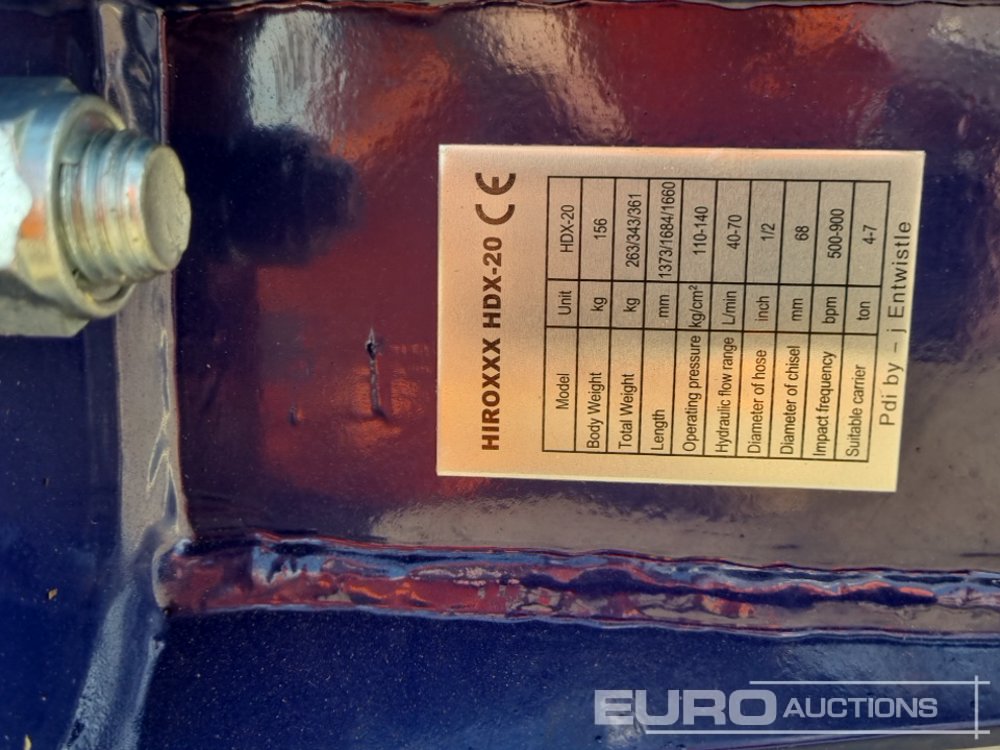 HIROXXX HDX-20 CE
Model Unit HDX-20
Body Weight kg 156
Total Weight kg 263/343/361
Length mm 1373/1684/1660
Operating pressure kg/cm² 110-140
Hydraulic flow range L/min 40-70
Diameter of hose inch 1/2
Diameter of chisel mm 68
Impact frequency bpm 500-900
Suitable carrier ton 4-7
Pdi by - j Entwistle
EURO AUCTIONS